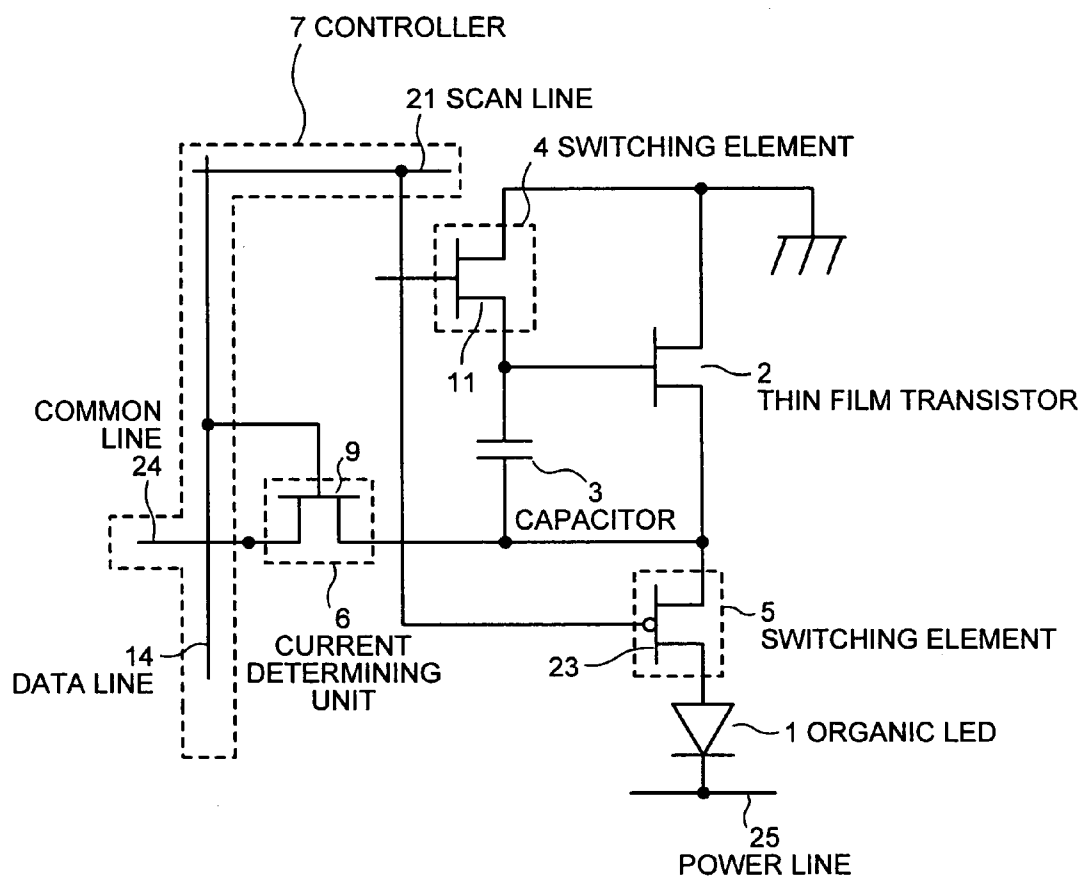 7 CONTROLLER
21 SCAN LINE
4 SWITCHING ELEMENT
11
2
THIN FILM TRANSISTOR
COMMON
LINE
24
9
3
CAPACITOR
6
CURRENT
DETERMINING
UNIT
5
SWITCHING ELEMENT
23
14
DATA LINE
1 ORGANIC LED
25
POWER LINE